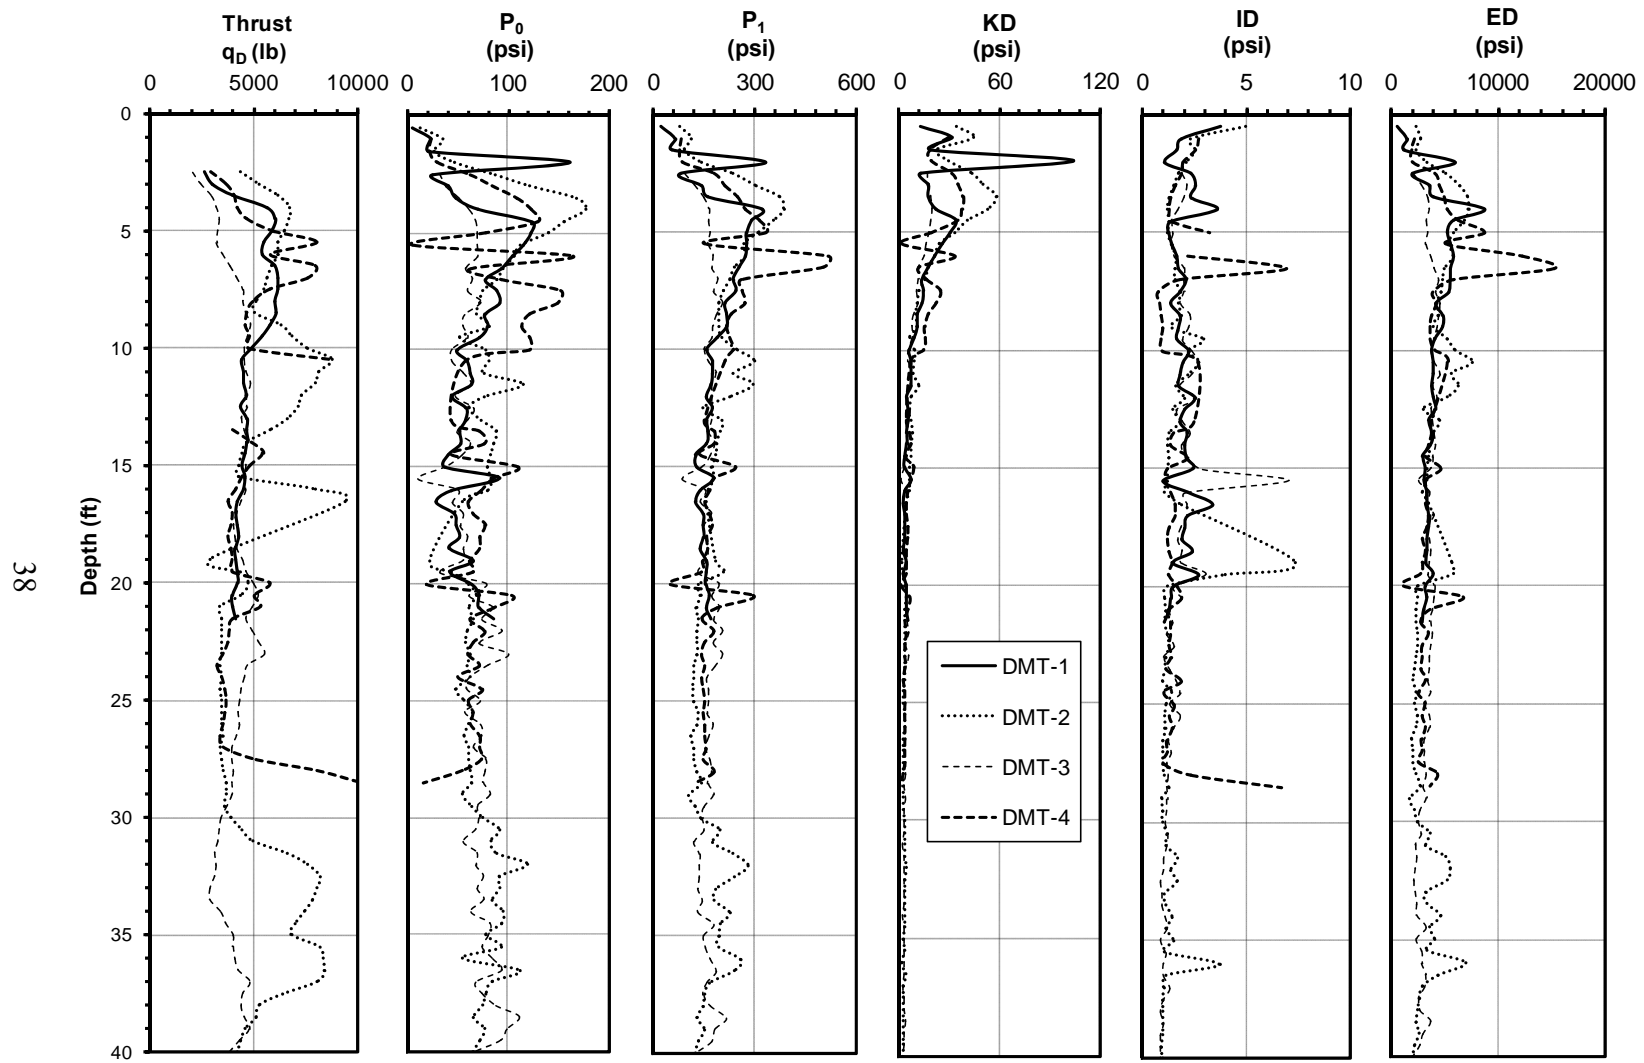 Thrust
q_D (lb)
0 5000 10000
P_0
(psi)
0 100 200
P_1
(psi)
0 300 600
KD
(psi)
0 60 120
ID
(psi)
0 5 10
ED
(psi)
0 10000 20000
Depth (ft)
0
5
10
15
20
25
30
35
40
DMT-1
DMT-2
DMT-3
DMT-4
38